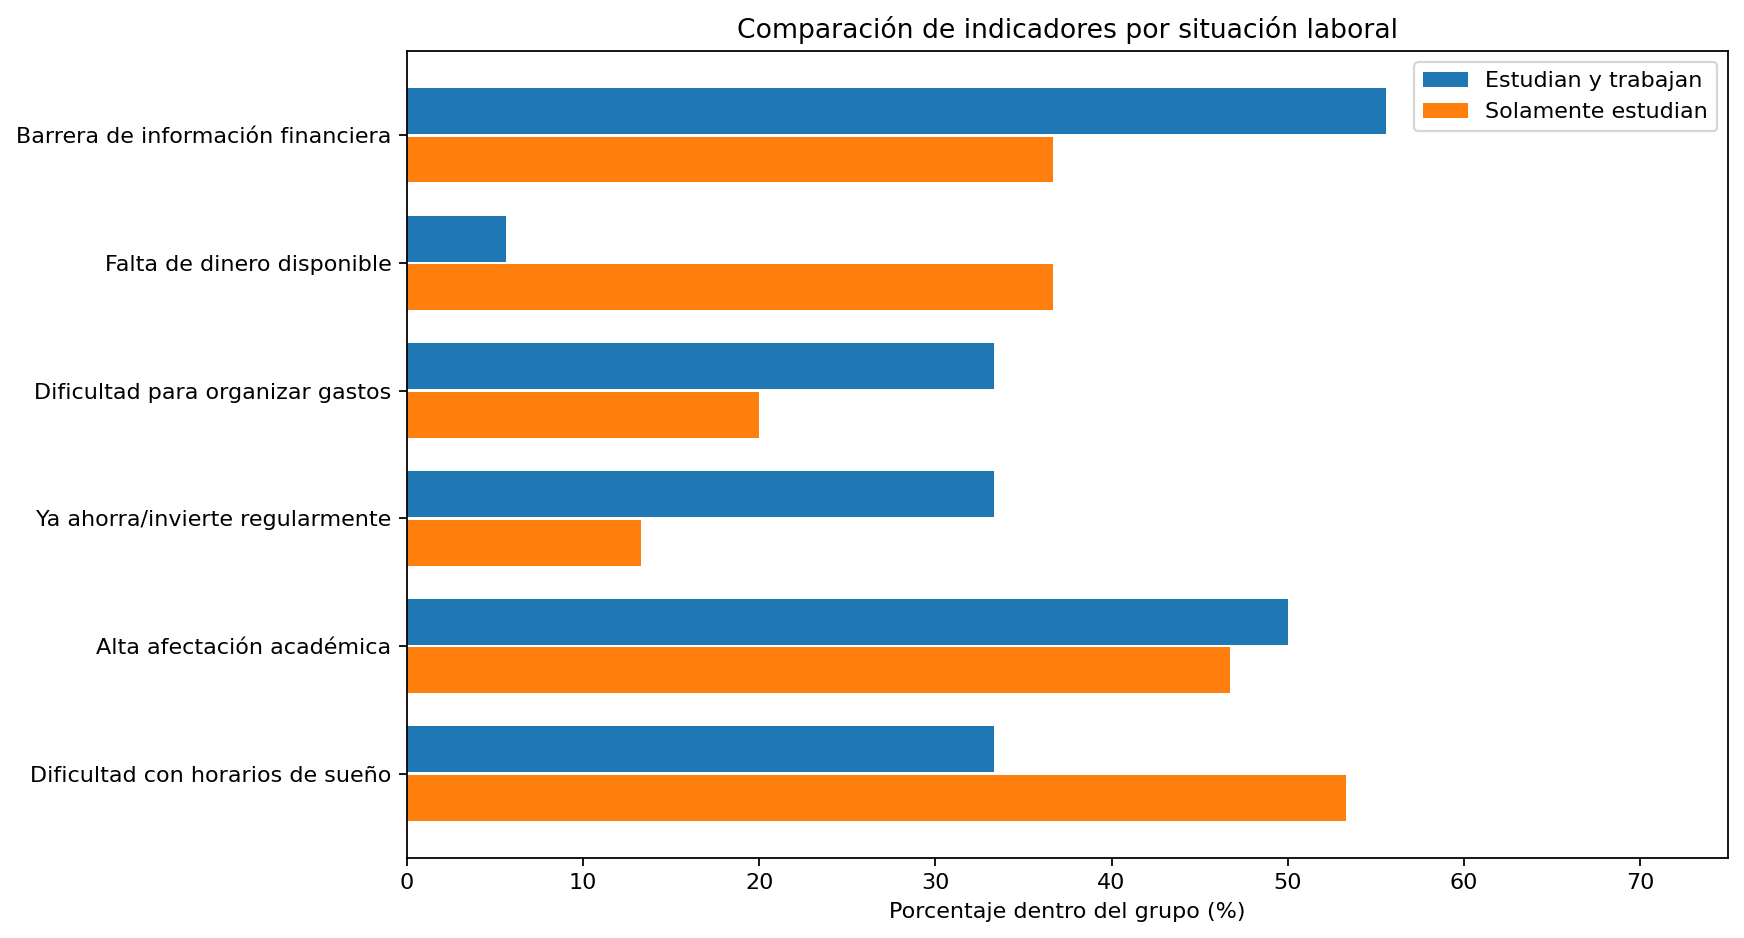 Comparación de indicadores por situación laboral
Estudian y trabajan
Solamente estudian
Barrera de información financiera
Falta de dinero disponible
Dificultad para organizar gastos
Ya ahorra/invierte regularmente
Alta afectación académica
Dificultad con horarios de sueño
0 10 20 30 40 50 60 70
Porcentaje dentro del grupo (%)